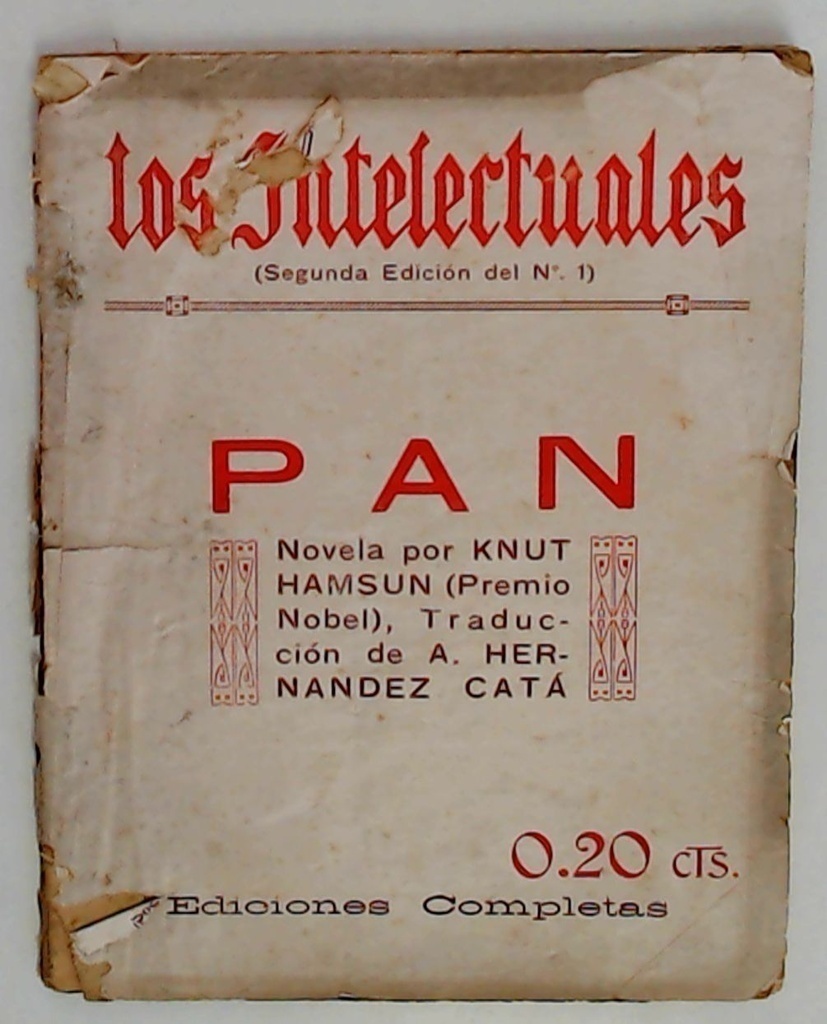 los Intelectuales
(Segunda Edición del Nº. 1)
PAN
Novela por KNUT
HAMSUN (Premio
Nobel), Traduc-
ción de A. HER-
NANDEZ CATÁ
0.20 CTS.
Ediciones Completas